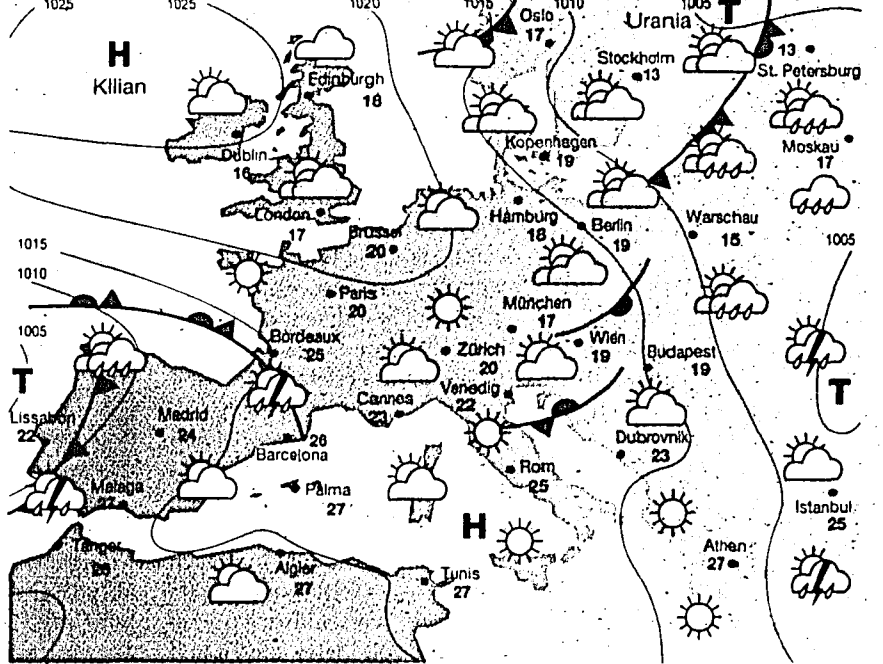 1025
1025
1020
1015
1010
1005
H
Kilian
Oslo
17
Urania
T
13
St. Petersburg
Edinburgh
18
Stockholm
13
Dublin
16
Kopenhagen
19
Moskau
17
London
17
Brüssel
20
Hamburg
18
Berlin
19
Warschau
15
1015
1010
1005
1005
Paris
20
München
17
Bordeaux
25
Zürich
20
Wien
19
Budapest
19
T
T
Lissabon
22
Madrid
24
Cannes
23
Venedig
22
26
Barcelona
Dubrovnik
23
Malaga
27
Palma
27
Rom
25
Istanbul
25
H
Tanger
26
Algier
27
Tunis
27
Athen
27